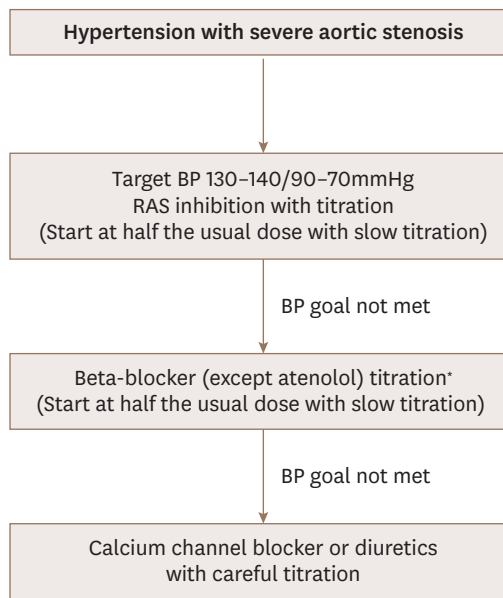 Hypertension with severe aortic stenosis
Target BP 130–140/90–70mmHg
RAS inhibition with titration
(Start at half the usual dose with slow titration)
BP goal not met
Beta-blocker (except atenolol) titration*
(Start at half the usual dose with slow titration)
BP goal not met
Calcium channel blocker or diuretics
with careful titration